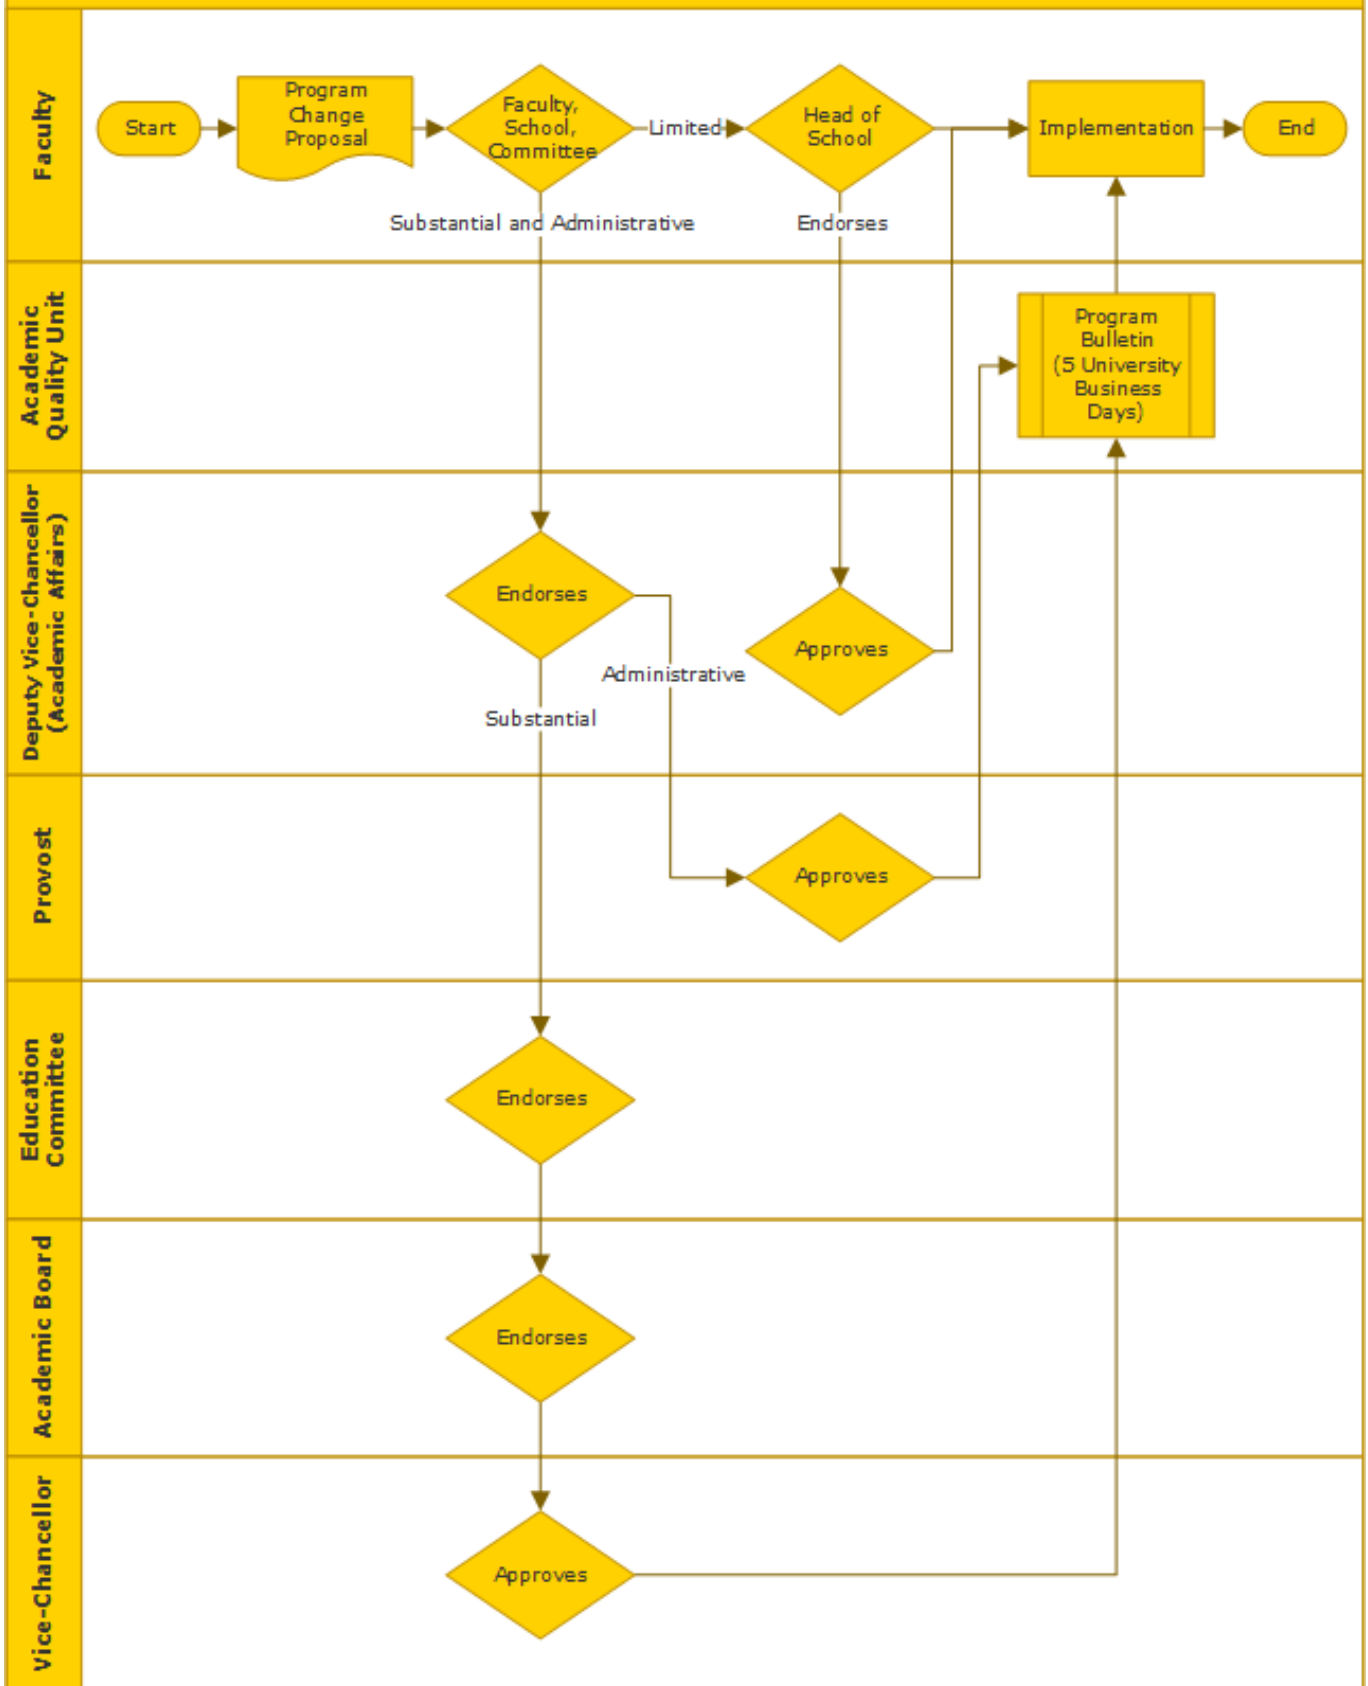 Faculty
Start
Program
Change
Proposal
Faculty,
School,
Committee
Limited
Head of
School
Implementation
End
Substantial and Administrative
Endorses
Academic
Quality Unit
Program
Bulletin
(5 University
Business
Days)
Deputy Vice-Chancellor
(Academic Affairs)
Endorses
Approves
Administrative
Substantial
Provost
Approves
Education
Committee
Endorses
Academic Board
Endorses
Vice-Chancellor
Approves